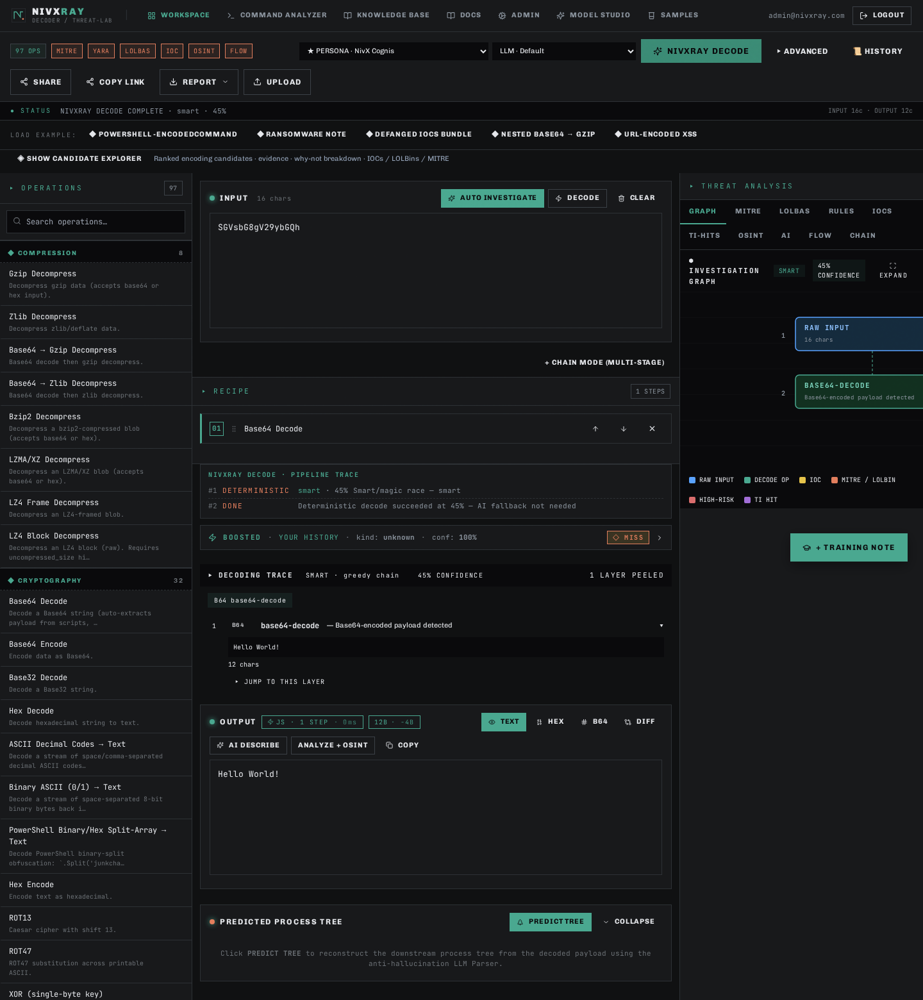 NIVXRAY
DECODER / THREAT-LAB
WORKSPACE
COMMAND ANALYZER
KNOWLEDGE BASE
DOCS
ADMIN
MODEL STUDIO
SAMPLES
admin@nivxray.com
LOGOUT
97 OPS
MITRE
YARA
LOLBAS
IOC
OSINT
FLOW
★ PERSONA · NivX Cognis
LLM · Default
NIVXRAY DECODE
▸ ADVANCED
📜 HISTORY
SHARE
COPY LINK
REPORT
UPLOAD
● STATUS NIVXRAY DECODE COMPLETE · smart · 45%
INPUT 16c · OUTPUT 12c
LOAD EXAMPLE:
◆ POWERSHELL -ENCODEDCOMMAND
◆ RANSOMWARE NOTE
◆ DEFANGED IOCS BUNDLE
◆ NESTED BASE64 → GZIP
◆ URL-ENCODED XSS
◈ SHOW CANDIDATE EXPLORER
Ranked encoding candidates · evidence · why-not breakdown · IOCs / LOLBins / MITRE
▸ OPERATIONS
97
Search operations…
◆ COMPRESSION
8
Gzip Decompress
Decompress gzip data (accepts base64 or
hex input).
Zlib Decompress
Decompress zlib/deflate data.
Base64 → Gzip Decompress
Base64 decode then gzip decompress.
Base64 → Zlib Decompress
Base64 decode then zlib decompress.
Bzip2 Decompress
Decompress a bzip2-compressed blob
(accepts base64 or hex).
LZMA/XZ Decompress
Decompress an LZMA/XZ blob (accepts
base64 or hex).
LZ4 Frame Decompress
Decompress an LZ4-framed blob.
LZ4 Block Decompress
Decompress an LZ4 block (raw). Requires
uncompressed_size hi…
◆ CRYPTOGRAPHY
32
Base64 Decode
Decode a Base64 string (auto-extracts
payload from scripts, …
Base64 Encode
Encode data as Base64.
Base32 Decode
Decode a Base32 string.
Hex Decode
Decode hexadecimal string to text.
ASCII Decimal Codes → Text
Decode a stream of space/comma-separated
decimal ASCII codes…
Binary ASCII (0/1) → Text
Decode a stream of space-separated 8-bit
binary bytes back i…
PowerShell Binary/Hex Split-Array →
Text
Decode PowerShell binary-split
obfuscation: `.Split('junkcha…
Hex Encode
Encode text as hexadecimal.
ROT13
Caesar cipher with shift 13.
ROT47
ROT47 substitution across printable
ASCII.
XOR (single-byte key)
INPUT
16 chars
AUTO INVESTIGATE
DECODE
CLEAR
SGVsbG8gV29ybGQh
+ CHAIN MODE (MULTI-STAGE)
▸ RECIPE
1 STEPS
01
Base64 Decode
NIVXRAY DECODE · PIPELINE TRACE
#1 DETERMINISTIC smart · 45% Smart/magic race — smart
#2 DONE Deterministic decode succeeded at 45% — AI fallback not needed
BOOSTED · YOUR HISTORY · kind: unknown · conf: 100%
◇ MISS
▸ DECODING TRACE
SMART · greedy chain
45% CONFIDENCE
1 LAYER PEELED
B64 base64-decode
1 B64 base64-decode — Base64-encoded payload detected
Hello World!
12 chars
▸ JUMP TO THIS LAYER
OUTPUT
JS · 1 STEP · 0ms
12B · -4B
TEXT
HEX
B64
DIFF
AI DESCRIBE
ANALYZE + OSINT
COPY
Hello World!
PREDICTED PROCESS TREE
PREDICT TREE
COLLAPSE
Click PREDICT TREE to reconstruct the downstream process tree from the decoded payload using the
anti-hallucination LLM Parser.
▸ THREAT ANALYSIS
GRAPH
MITRE
LOLBAS
RULES
IOCS
TI-HITS
OSINT
AI
FLOW
CHAIN
INVESTIGATION
GRAPH
SMART
45%
CONFIDENCE
EXPAND
1
RAW INPUT
16 chars
2
BASE64-DECODE
Base64-encoded payload detected
RAW INPUT
DECODE OP
IOC
MITRE / LOLBIN
HIGH-RISK
TI HIT
+ TRAINING NOTE